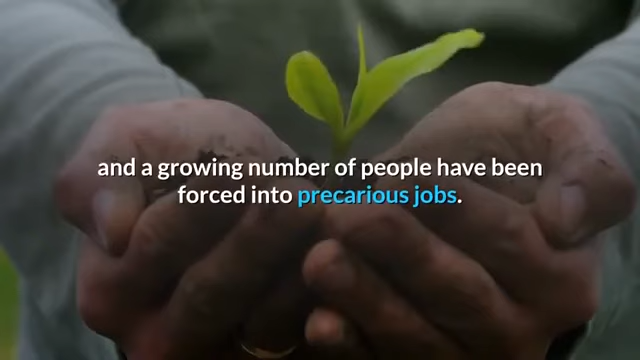 and a growing number of people have been
forced into precarious jobs.